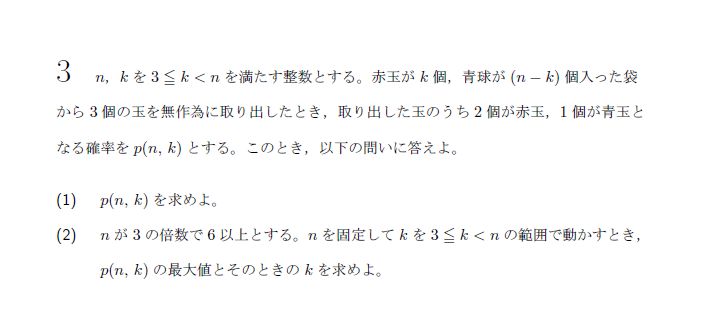 3 n, k を 3 ≦ k < n を満たす整数とする。赤玉が k 個，青球が (n − k) 個入った袋
から 3 個の玉を無作為に取り出したとき，取り出した玉のうち 2 個が赤玉，1 個が青玉と
なる確率を p(n, k) とする。このとき，以下の問いに答えよ。
(1) p(n, k) を求めよ。
(2) n が 3 の倍数で 6 以上とする。n を固定して k を 3 ≦ k < n の範囲で動かすとき，
p(n, k) の最大値とそのときの k を求めよ。